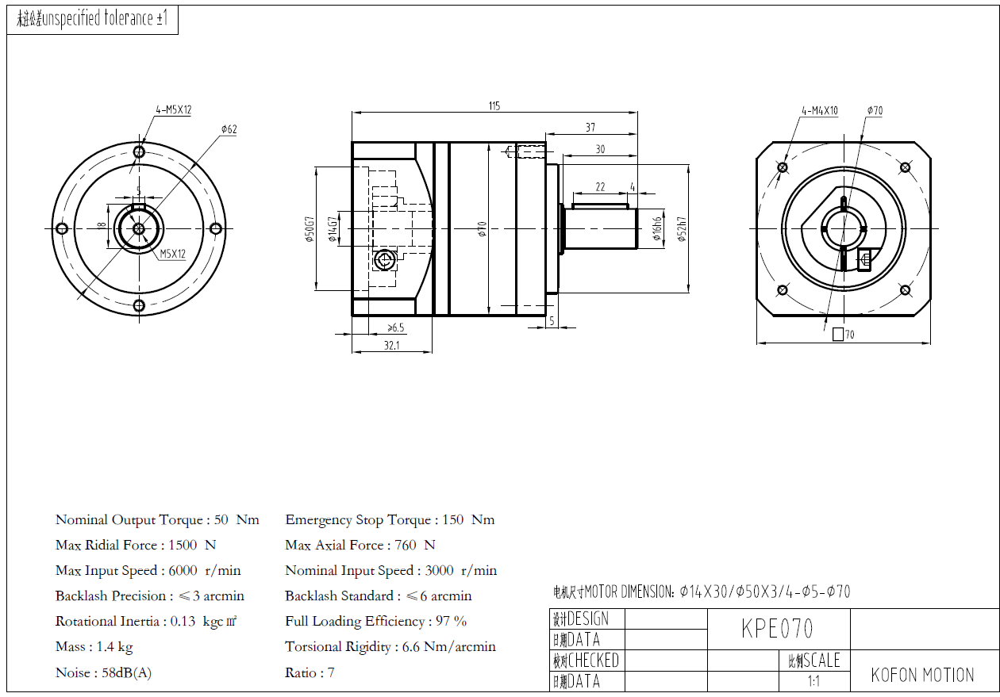 未注公差unspecified tolerance ±1
4-M5X12
ϕ62
5
18
M5X12
115
37
30
22
4
ϕ50G7
ϕ14G7
ϕ70
ϕ16h6
ϕ52h7
5
≥6.5
32.1
4-M4X10
ϕ70
□70
Nominal Output Torque : 50 Nm
Emergency Stop Torque : 150 Nm
Max Ridial Force : 1500 N
Max Axial Force : 760 N
Max Input Speed : 6000 r/min
Nominal Input Speed : 3000 r/min
Backlash Precision : ≤3 arcmin
Backlash Standard : ≤6 arcmin
Rotational Inertia : 0.13 kgc㎡
Full Loading Efficiency : 97 %
Mass : 1.4 kg
Torsional Rigidity : 6.6 Nm/arcmin
Noise : 58dB(A)
Ratio : 7
电机尺寸MOTOR DIMENSION: ϕ14X30/ϕ50X3/4-ϕ5-ϕ70
设计DESIGN
日期DATA
KPE070
校对CHECKED
比例SCALE
日期DATA
1:1
KOFON MOTION